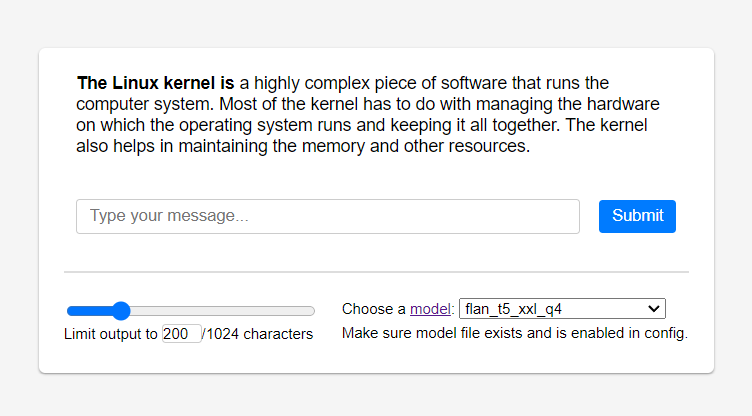 The Linux kernel is a highly complex piece of software that runs the
computer system. Most of the kernel has to do with managing the hardware
on which the operating system runs and keeping it all together. The kernel
also helps in maintaining the memory and other resources.
Type your message...
Submit
Choose a model: flan_t5_xxl_q4
Limit output to 200/1024 characters
Make sure model file exists and is enabled in config.